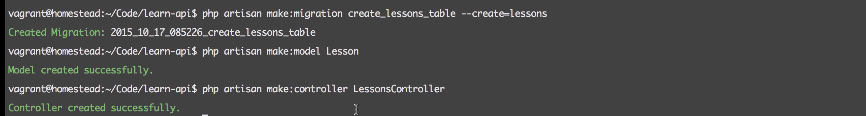 vagrant@homestead:~/Code/learn-api$ php artisan make:migration create_lessons_table --create=lessons
Created Migration: 2015_10_17_085226_create_lessons_table
vagrant@homestead:~/Code/learn-api$ php artisan make:model Lesson
Model created successfully.
vagrant@homestead:~/Code/learn-api$ php artisan make:controller LessonsController
Controller created successfully.